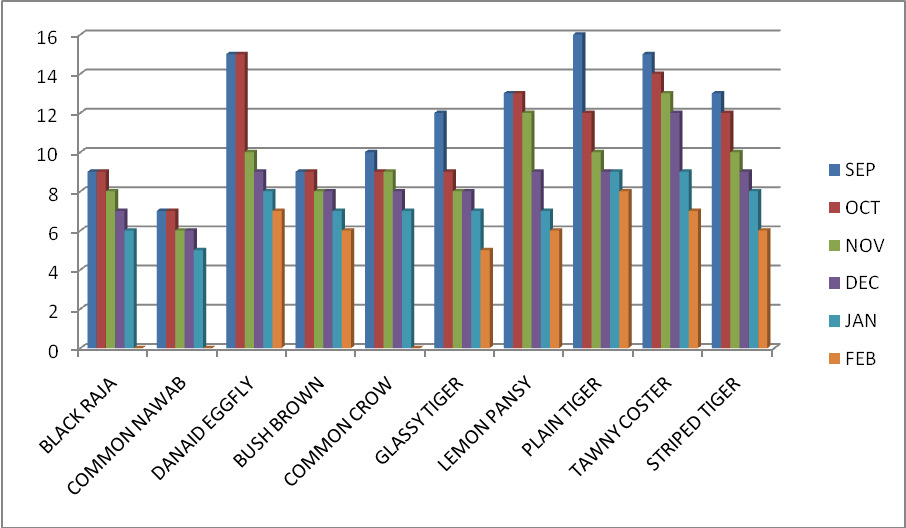 16
14
12
10
8
6
4
2
0
BLACK RAJA
COMMON NAWAB
DANAID EGGFLY
BUSH BROWN
COMMON CROW
GLASSY TIGER
LEMON PANSY
PLAIN TIGER
TAWNY COSTER
STRIPED TIGER
SEP
OCT
NOV
DEC
JAN
FEB